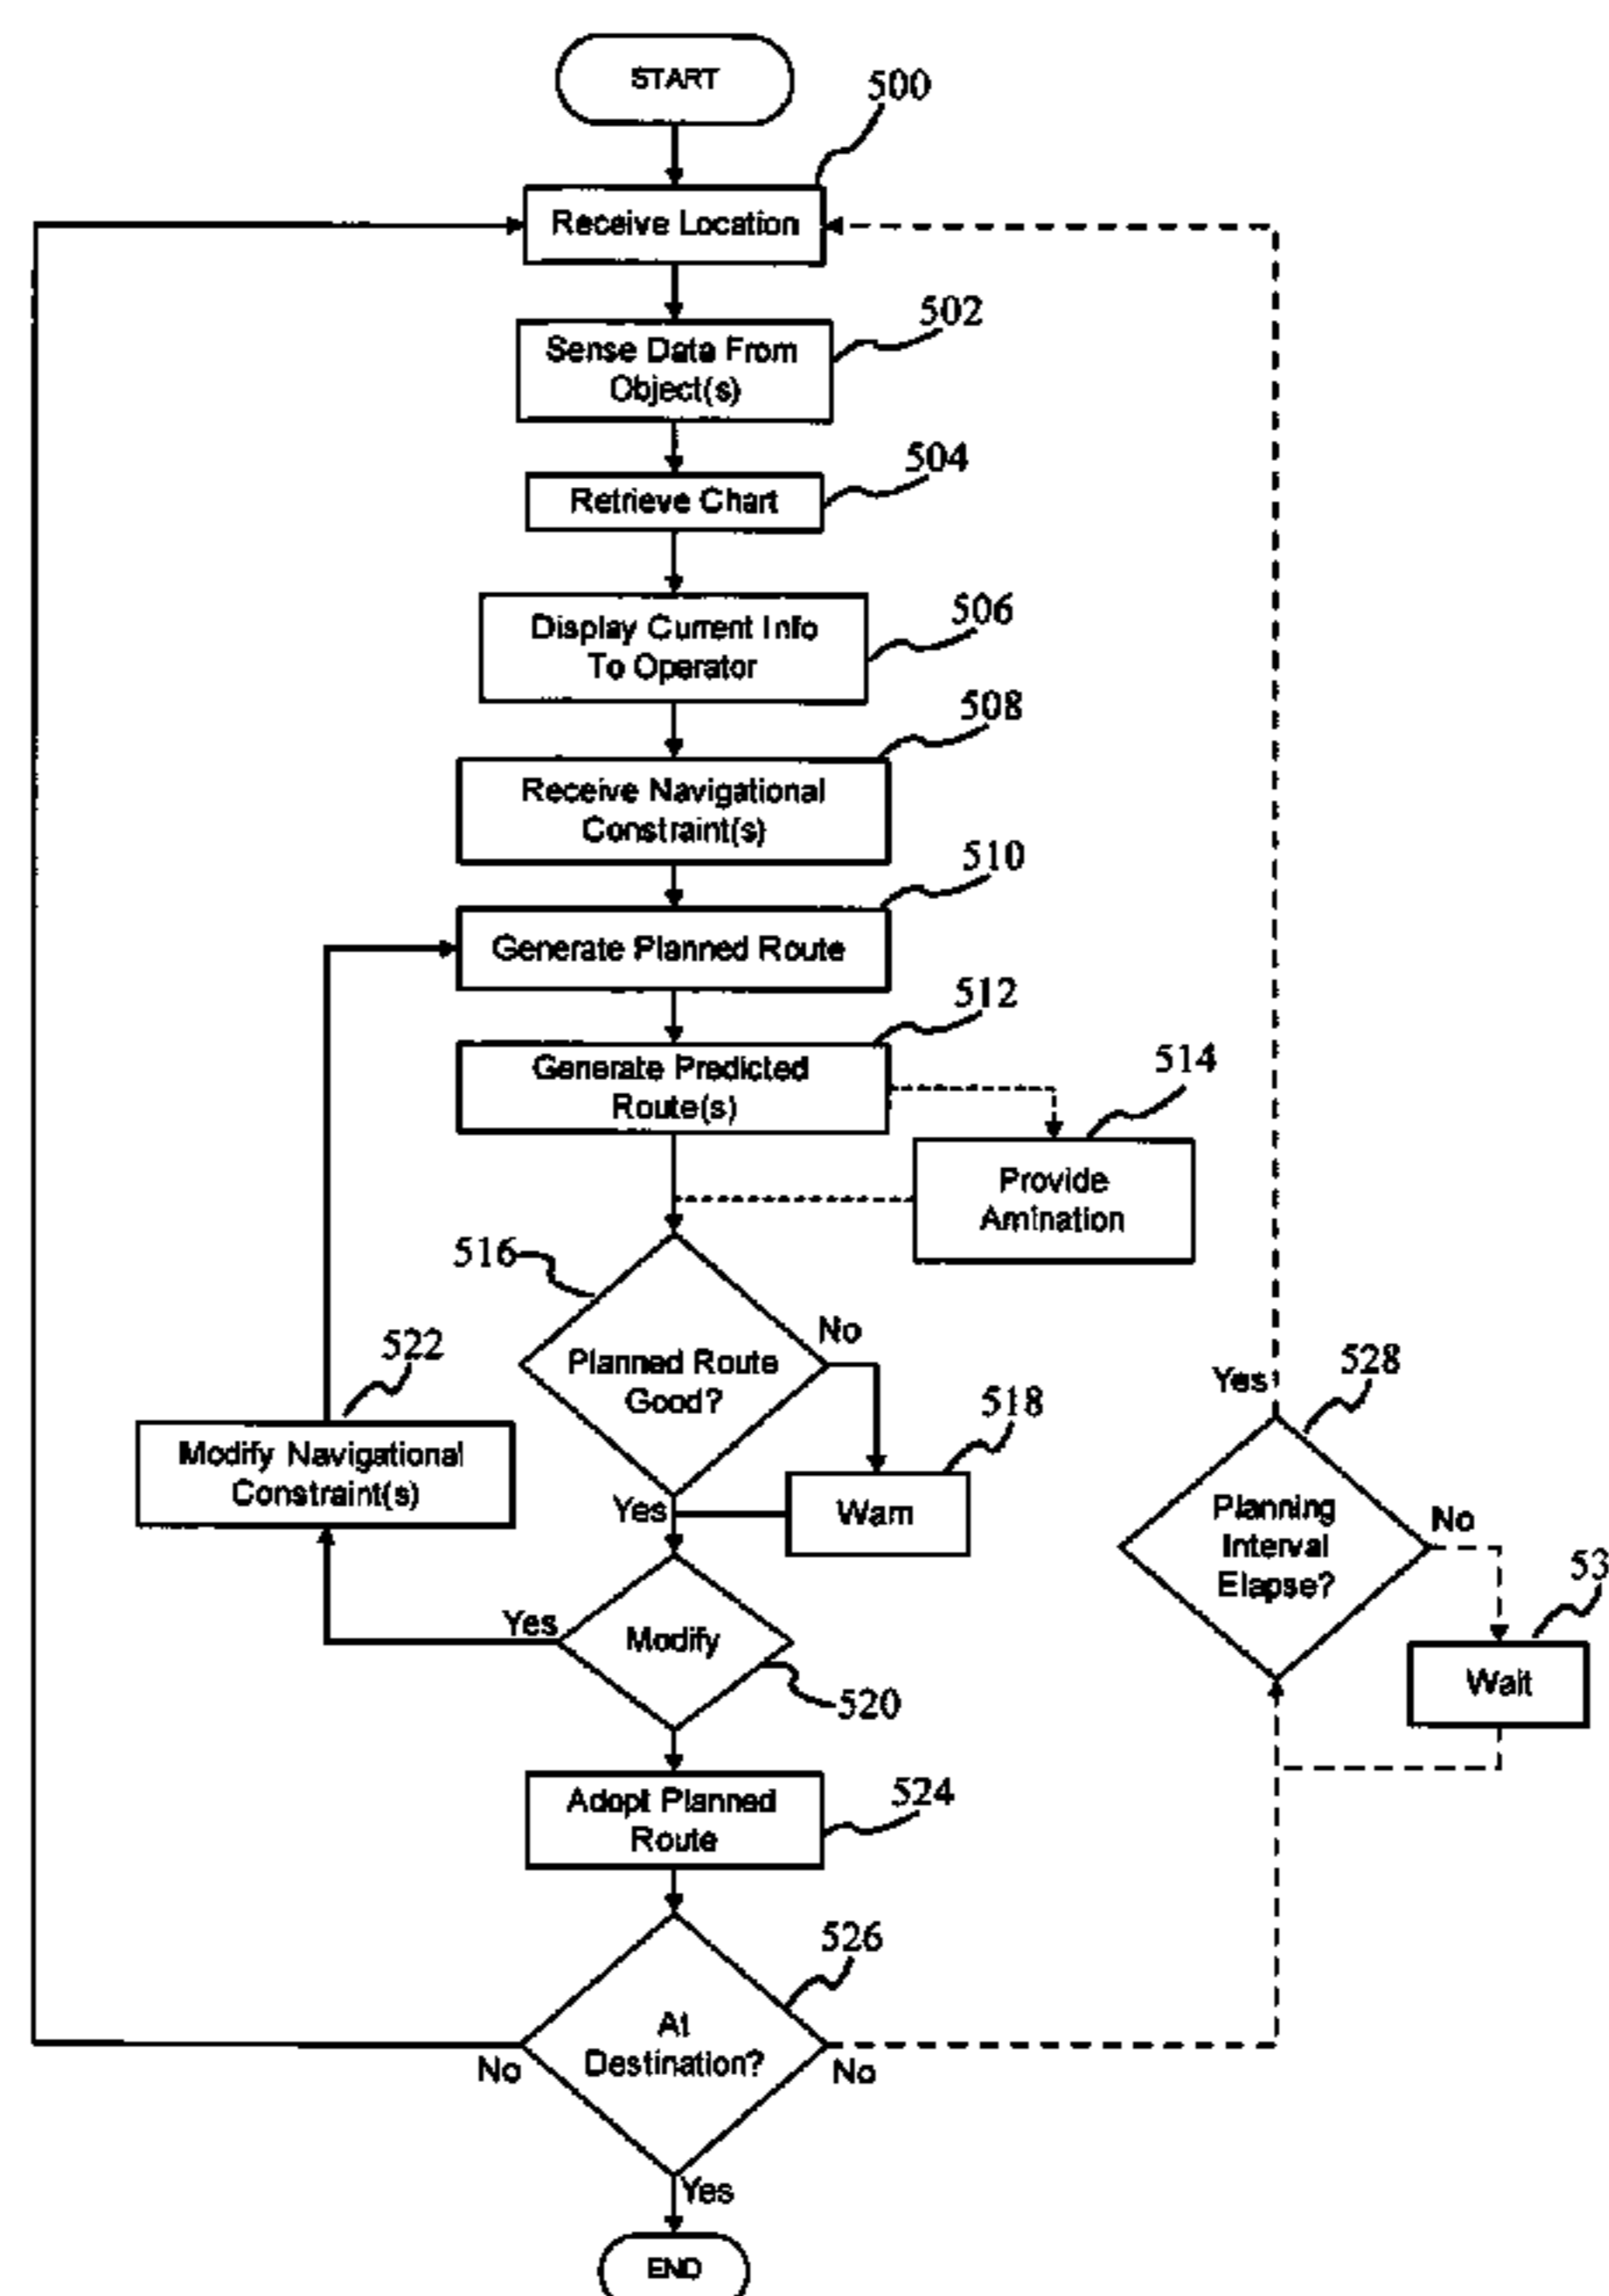 START
500
Receive Location
502
Sense Data From
Object(s)
504
Retrieve Chart
506
Display Current Info
To Operator
508
Receive Navigational
Constraint(s)
510
Generate Planned Route
512
Generate Predicted
Route(s)
514
Provide
Amination
516
Planned Route
Good?
No
Yes
518
Warn
522
Modify Navigational
Constraint(s)
Yes
Modify
520
528
Yes
Planning
Interval
Elapse?
No
53
Wait
Adopt Planned
Route
524
526
At
Destination?
No
No
Yes
END